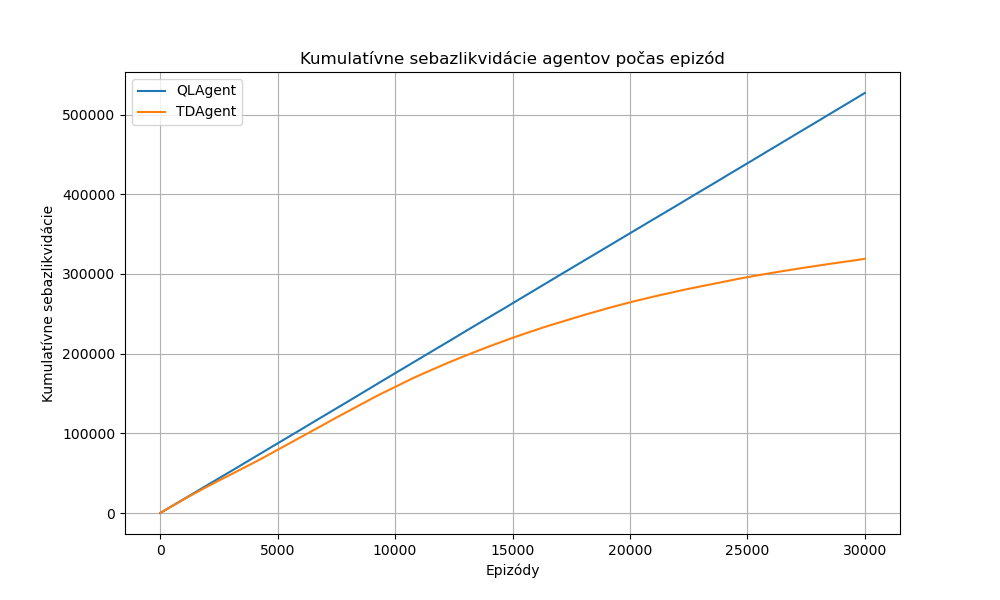 Kumulatívne sebazlikvidácie agentov počas epizód
QLAgent
TDAgent
Kumulatívne sebazlikvidácie
500000
400000
300000
200000
100000
0
0 5000 10000 15000 20000 25000 30000
Epizódy